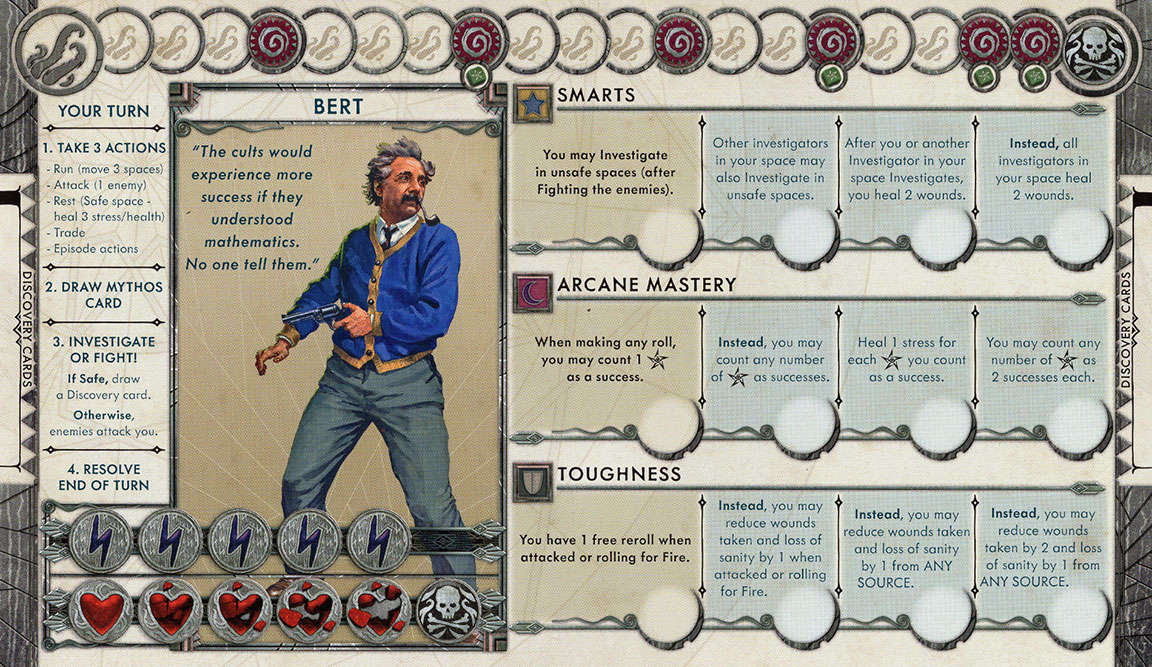 YOUR TURN
1. TAKE 3 ACTIONS
- Run (move 3 spaces)
- Attack (1 enemy)
- Rest (Safe space -
heal 3 stress/health)
- Trade
- Episode actions
2. DRAW MYTHOS
CARD
3. INVESTIGATE
OR FIGHT!
If Safe, draw
a Discovery card.
Otherwise,
enemies attack you.
4. RESOLVE
END OF TURN
DISCOVERY CARDS
BERT
"The cults would
experience more
success if they
understood
mathematics.
No one tell them."
SMARTS
You may Investigate
in unsafe spaces (after
Fighting the enemies).
Other investigators
in your space may
also Investigate in
unsafe spaces.
After you or another
Investigator in your
space Investigates,
you heal 2 wounds.
Instead, all
investigators in
your space heal
2 wounds.
ARCANE MASTERY
When making any roll,
you may count 1
as a success.
Instead, you may
count any number
of as successes.
Heal 1 stress for
each you count
as a success.
You may count any
number of as
2 successes each.
TOUGHNESS
You have 1 free reroll when
attacked or rolling for Fire.
Instead, you may
reduce wounds
taken and loss of
sanity by 1 when
attacked or rolling
for Fire.
Instead, you may
reduce wounds taken
and loss of sanity
by 1 from ANY
SOURCE.
Instead, you may
reduce wounds
taken by 2 and loss
of sanity by 1 from
ANY SOURCE.
DISCOVERY CARDS